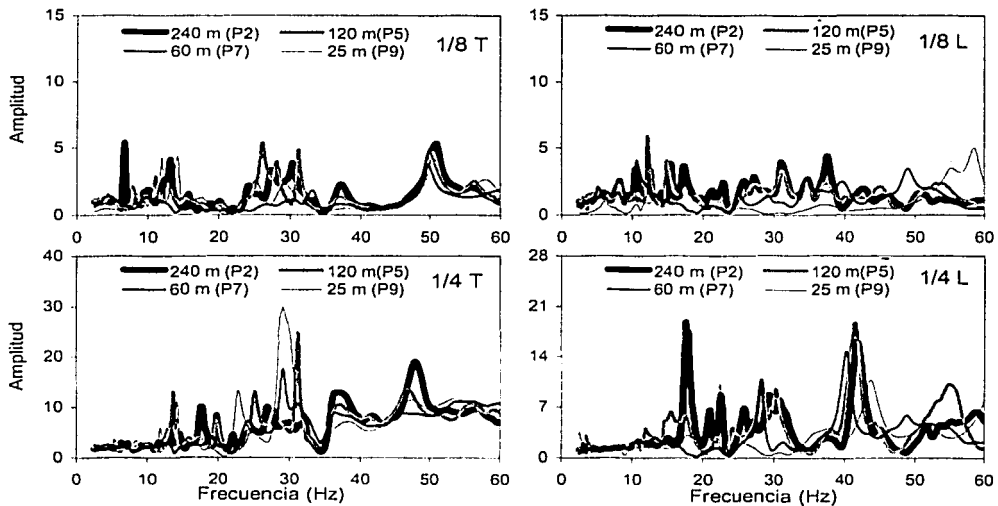 15
10
5
0
Amplitud
240 m (P2) 120 m(P5)
60 m (P7) 25 m (P9)
1/8 T
0 10 20 30 40 50 60
15
10
5
0
240 m (P2) 120 m(P5)
60 m (P7) 25 m (P9)
1/8 L
0 10 20 30 40 50 60
40
30
20
10
0
Amplitud
240 m (P2) 120 m(P5)
60 m (P7) 25 m (P9)
1/4 T
0 10 20 30 40 50 60
Frecuencia (Hz)
28
21
14
7
0
240 m (P2) 120 m(P5)
60 m (P7) 25 m (P9)
1/4 L
0 10 20 30 40 50 60
Frecuencia (Hz)